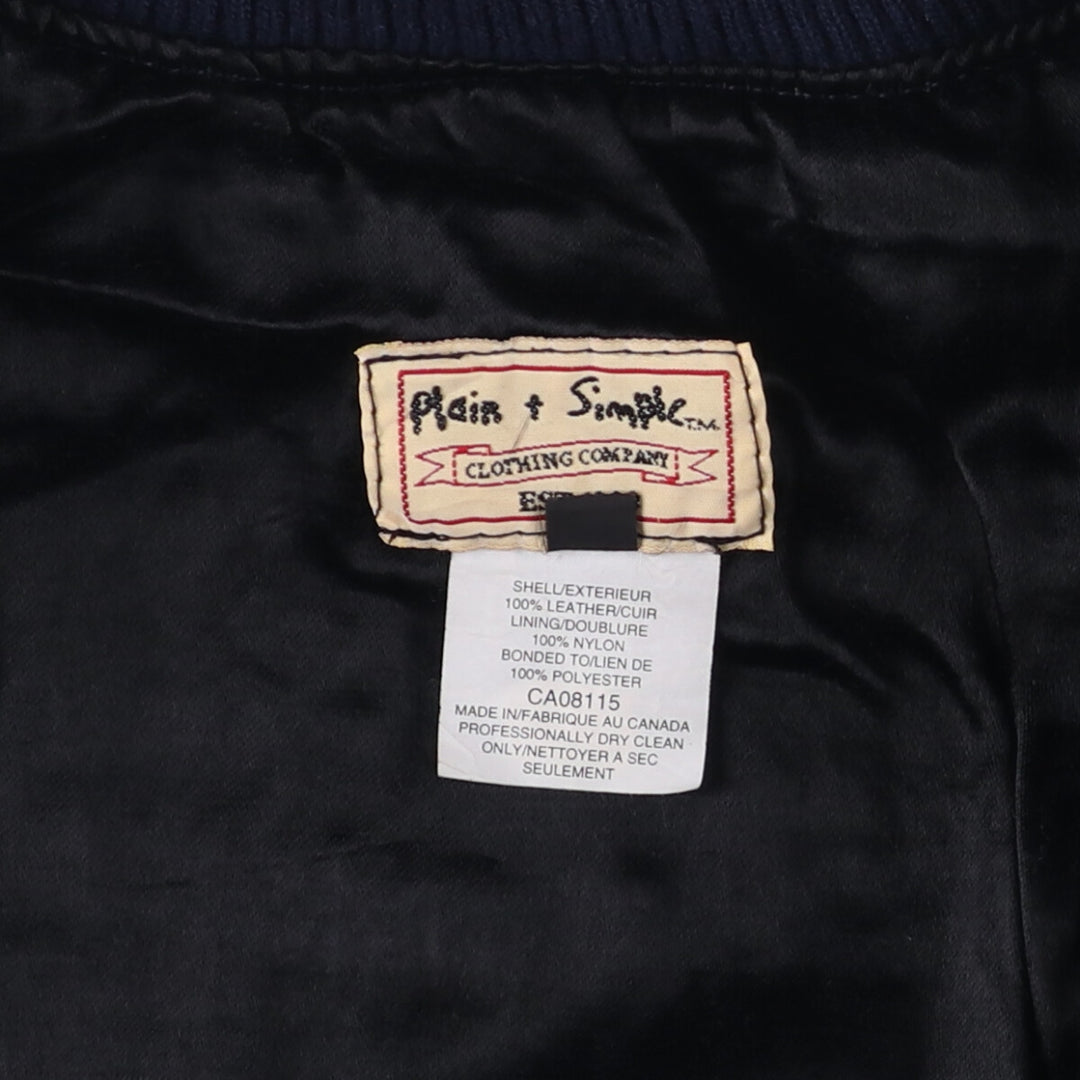 Plain + Simple T.M.
CLOTHING COMPANY
SHELL/EXTERIEUR
100% LEATHER/CUIR
LINING/DOUBLURE
100% NYLON
BONDED TO/LIEN DE
100% POLYESTER
CA08115
MADE IN/FABRIQUE AU CANADA
PROFESSIONALLY DRY CLEAN
ONLY/NETTOYER A SEC
SEULEMENT